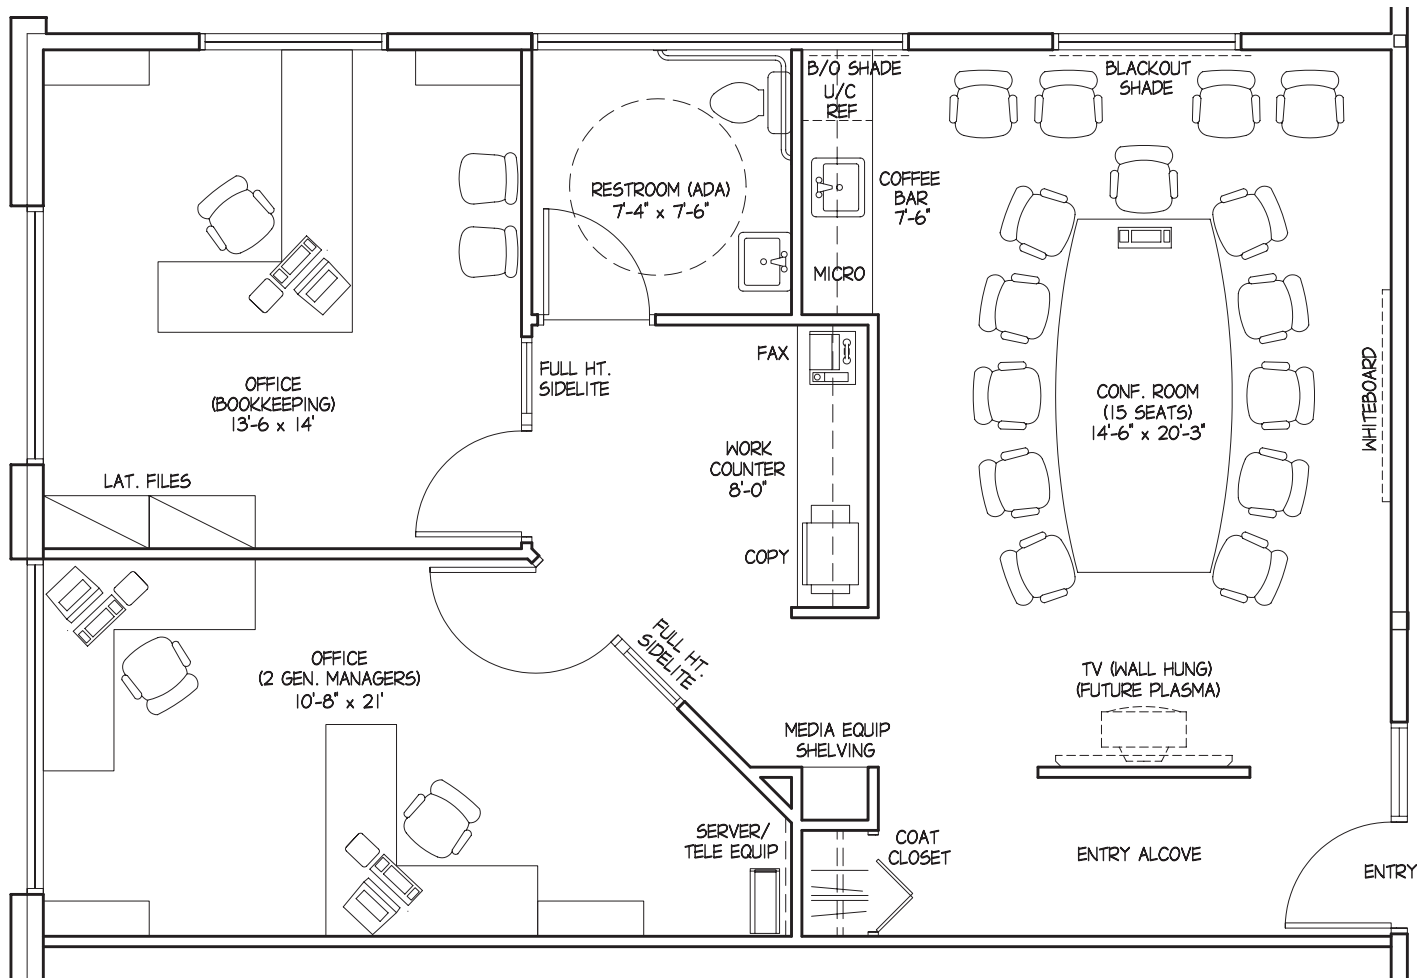 B/O SHADE
U/C
REF
BLACKOUT
SHADE
RESTROOM (ADA)
7'-4" x 7'-6"
COFFEE
BAR
7'-6"
MICRO
FAX
FULL HT.
SIDELITE
OFFICE
(BOOKKEEPING)
13'-6 x 14'
WORK
COUNTER
8'-0"
CONF. ROOM
(15 SEATS)
14'-6" x 20'-3"
WHITEBOARD
LAT. FILES
COPY
FULL HT.
SIDELITE
OFFICE
(2 GEN. MANAGERS)
10'-8" x 21'
TV (WALL HUNG)
(FUTURE PLASMA)
MEDIA EQUIP
SHELVING
SERVER/
TELE EQUIP
COAT
CLOSET
ENTRY ALCOVE
ENTRY